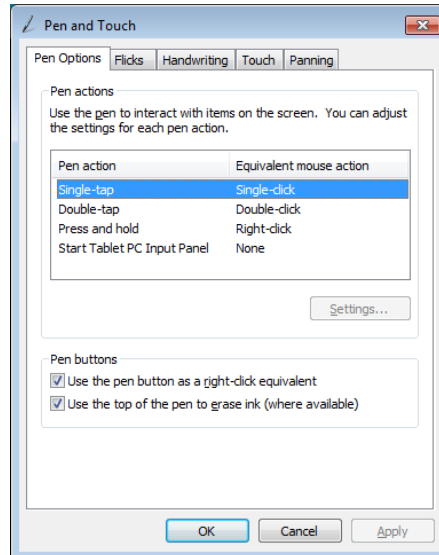 Pen and Touch
Pen Options Flicks Handwriting Touch Panning
Pen actions
Use the pen to interact with items on the screen. You can adjust
the settings for each pen action.
Pen action Equivalent mouse action
Single-tap Single-click
Double-tap Double-click
Press and hold Right-click
Start Tablet PC Input Panel None
Settings...
Pen buttons
Use the pen button as a right-click equivalent
Use the top of the pen to erase ink (where available)
OK Cancel Apply